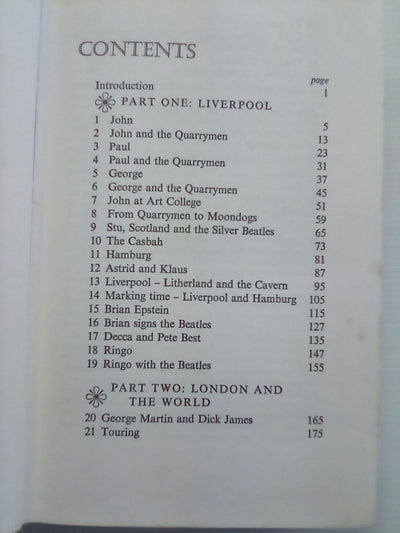 CONTENTS
page
Introduction 1
PART ONE: LIVERPOOL
1 John 5
2 John and the Quarrymen 13
3 Paul 23
4 Paul and the Quarrymen 31
5 George 37
6 George and the Quarrymen 45
7 John at Art College 51
8 From Quarrymen to Moondogs 59
9 Stu, Scotland and the Silver Beatles 65
10 The Casbah 73
11 Hamburg 81
12 Astrid and Klaus 87
13 Liverpool – Litherland and the Cavern 95
14 Marking time – Liverpool and Hamburg 105
15 Brian Epstein 115
16 Brian signs the Beatles 127
17 Decca and Pete Best 135
18 Ringo 147
19 Ringo with the Beatles 155
PART TWO: LONDON AND
THE WORLD
20 George Martin and Dick James 165
21 Touring 175